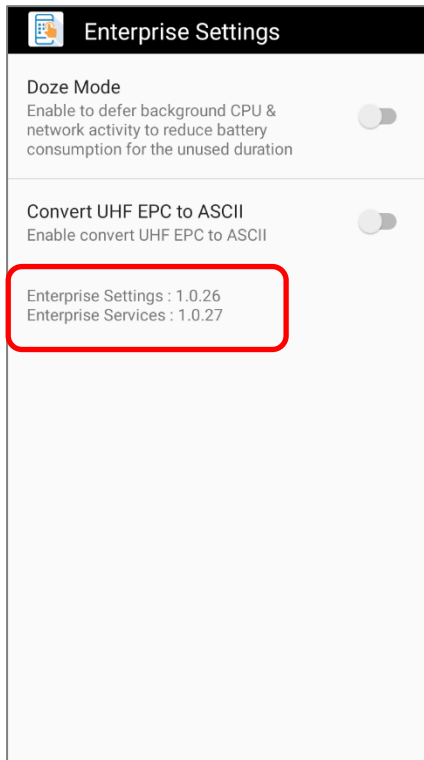 Enterprise Settings
Doze Mode
Enable to defer background CPU &
network activity to reduce battery
consumption for the unused duration
Convert UHF EPC to ASCII
Enable convert UHF EPC to ASCII
Enterprise Settings : 1.0.26
Enterprise Services : 1.0.27